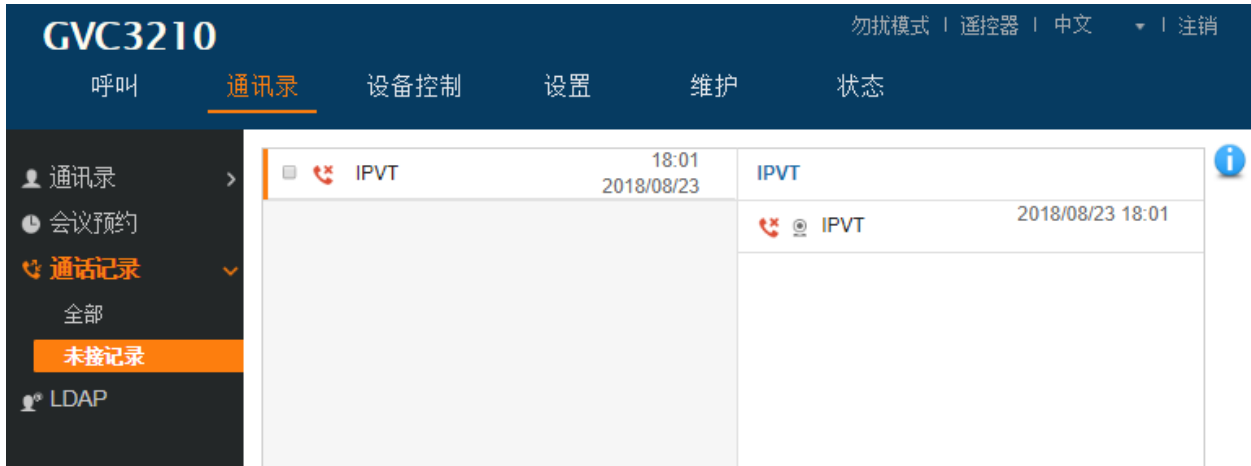 GVC3210
勿扰模式 | 遥控器 | 中文 | 注销
呼叫 通讯录 设备控制 设置 维护 状态
通讯录
会议预约
通话记录
全部
未接记录
LDAP
IPVT 18:01
2018/08/23
IPVT
IPVT 2018/08/23 18:01